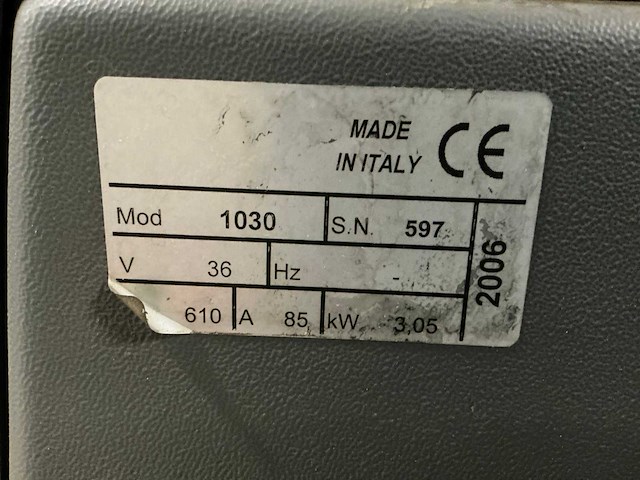 MADE
IN ITALY CE
Mod 1030 S.N. 597
V 36 Hz -
610 A 85 kW 3,05
2006